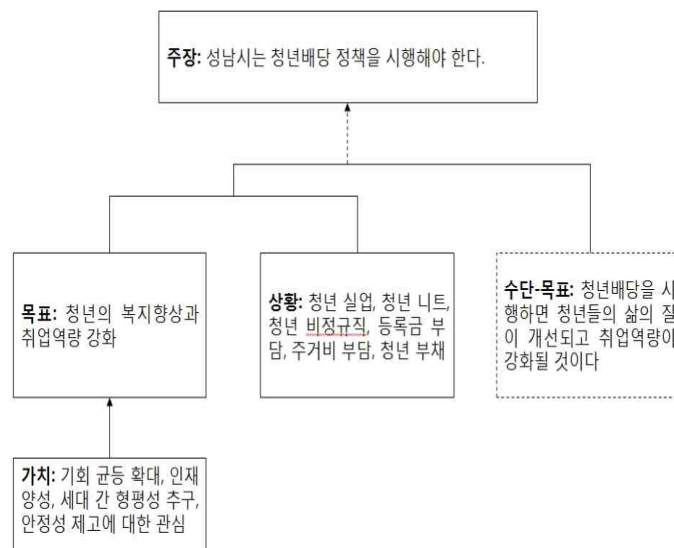 주장: 성남시는 청년배당 정책을 시행해야 한다.
목표: 청년의 복지향상과
취업역량 강화
상황: 청년 실업, 청년 니트,
청년 비정규직, 등록금 부
담, 주거비 부담, 청년 부채
수단-목표: 청년배당을 시
행하면 청년들의 삶의 질
이 개선되고 취업역량이
강화될 것이다
가치: 기회 균등 확대, 인재
양성, 세대 간 형평성 추구,
안정성 제고에 대한 관심